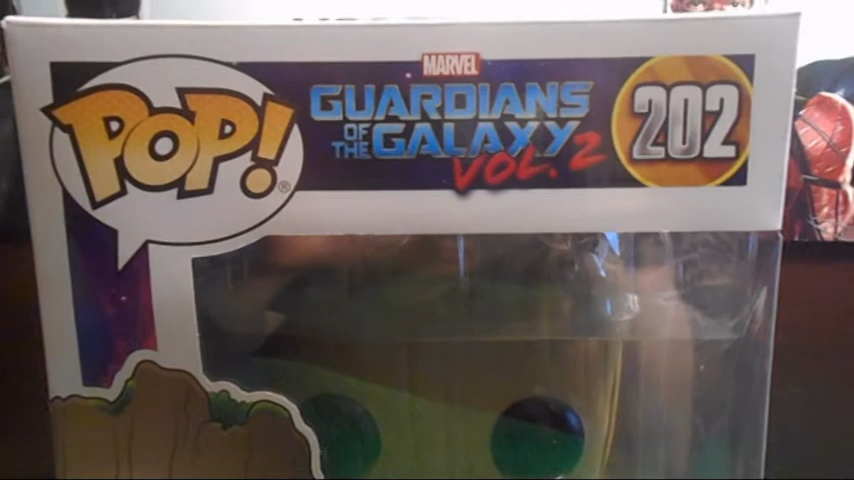 POP!
®
MARVEL
GUARDIANS
OF THE GALAXY
VOL. 2
202